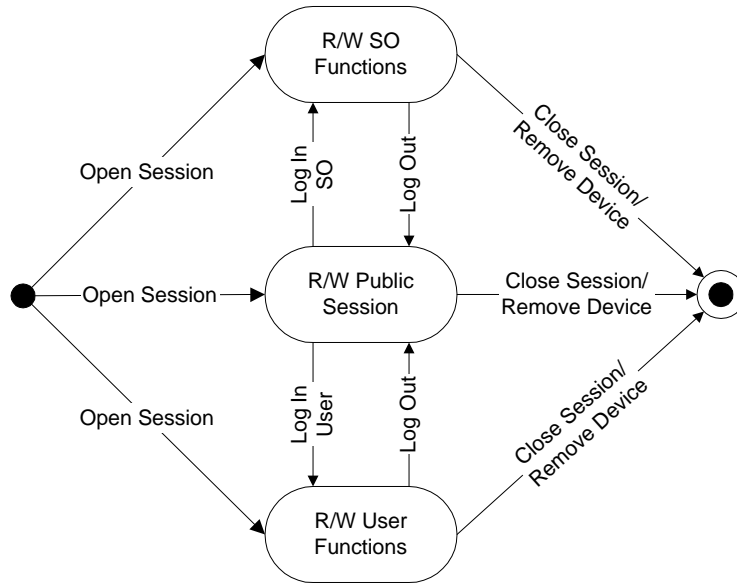 R/W SO
Functions
Open Session
Log In
SO
Log Out
Close Session/
Remove Device
Open Session
R/W Public
Session
Close Session/
Remove Device
Open Session
Log In
User
Log Out
Close Session/
Remove Device
R/W User
Functions